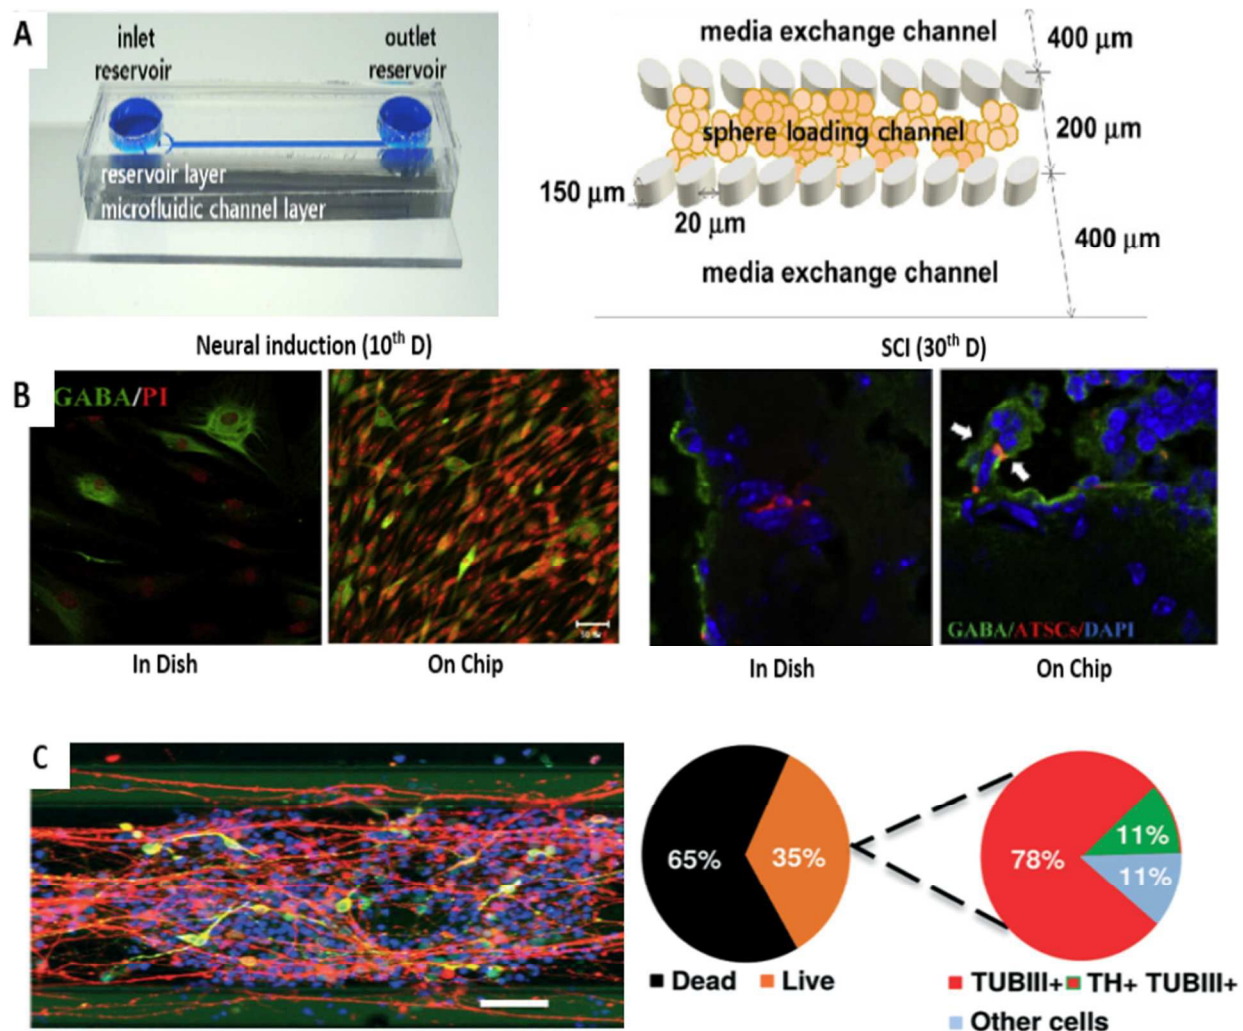 A
inlet
reservoir
outlet
reservoir
reservoir layer
microfluidic channel layer
media exchange channel
400 µm
sphere loading channel
200 µm
150 µm
20 µm
400 µm
media exchange channel
Neural induction (10th D)
SCI (30th D)
B
GABA/PI
GABA/ATSCs/DAPI
In Dish
On Chip
In Dish
On Chip
C
65%
35%
78%
11%
11%
Dead
Live
TUBIII+
TH+ TUBIII+
Other cells